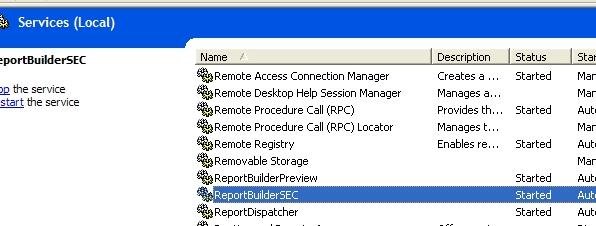 Services (Local)
eportBuilderSEC
op the service
start the service
Name Description Status Star
Remote Access Connection Manager Creates a ... Started Man
Remote Desktop Help Session Manager Manages a... Man
Remote Procedure Call (RPC) Provides th... Started Auto
Remote Procedure Call (RPC) Locator Manages t... Man
Remote Registry Enables re... Started Auto
Removable Storage Man
ReportBuilderPreview Started Auto
ReportBuilderSEC Started Auto
ReportDispatcher Started Auto